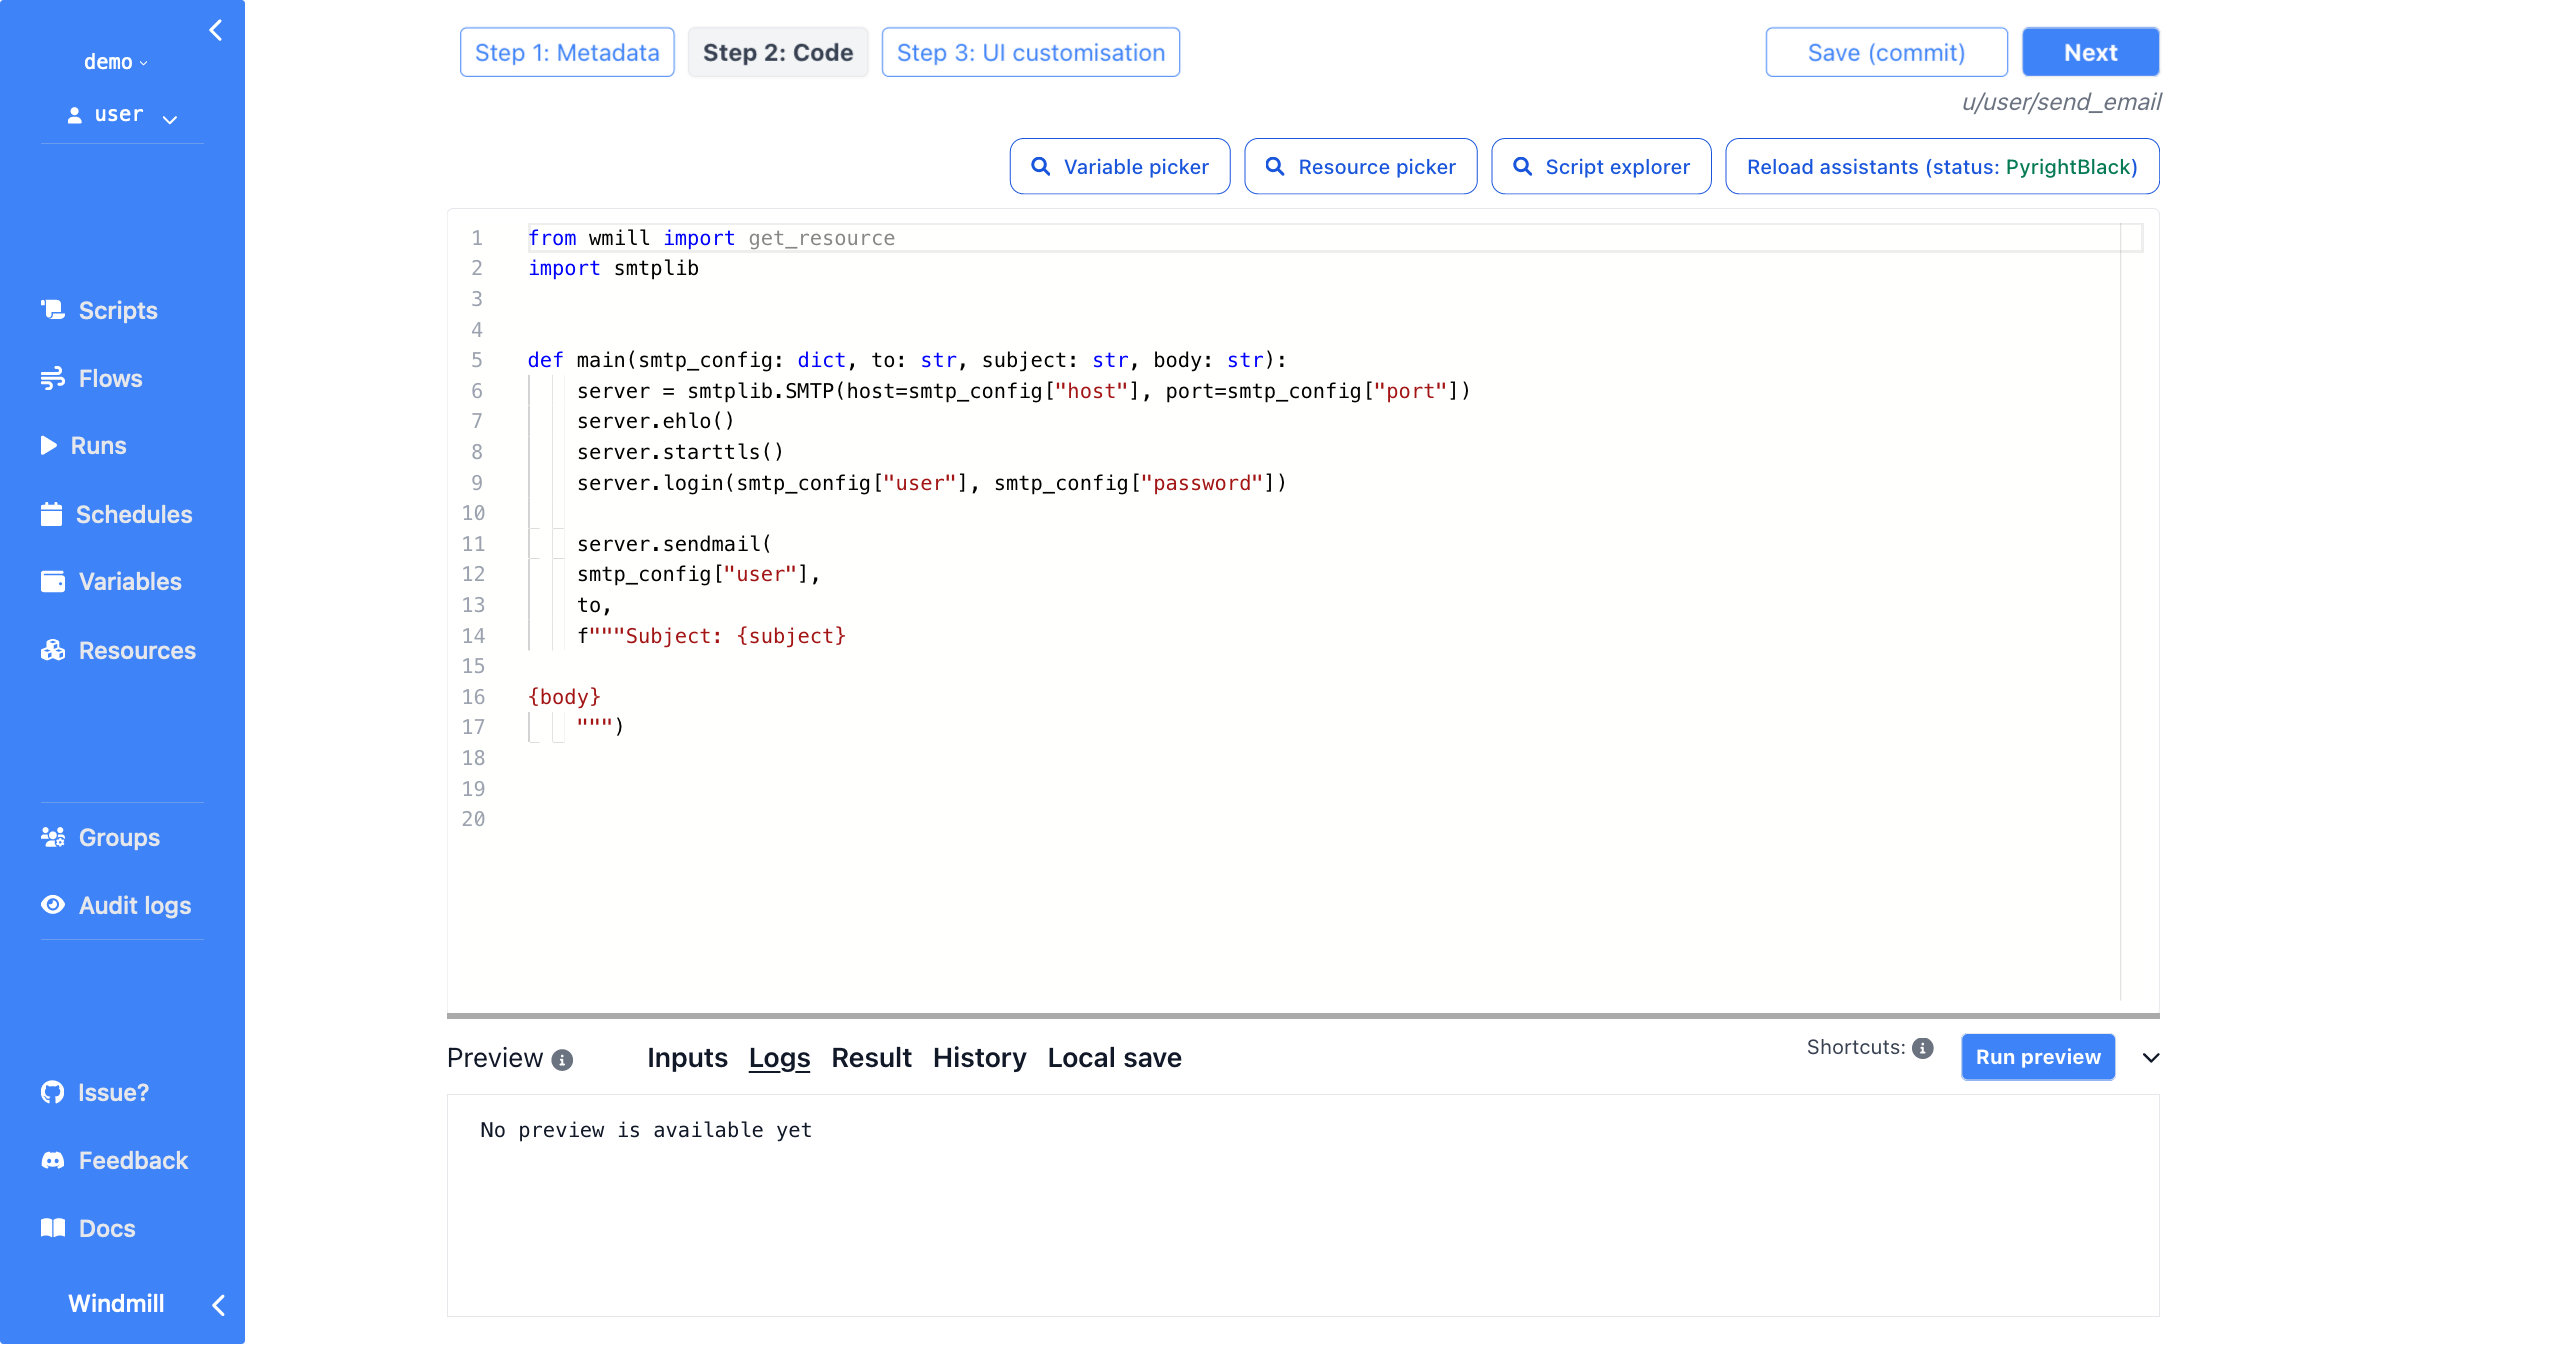 demo
user
Scripts
Flows
Runs
Schedules
Variables
Resources
Groups
Audit logs
Issue?
Feedback
Docs
Windmill
Step 1: Metadata
Step 2: Code
Step 3: UI customisation
Save (commit)
Next
u/user/send_email
Variable picker
Resource picker
Script explorer
Reload assistants (status: PyrightBlack)
1 from wmill import get_resource
2 import smtplib
3
4
5 def main(smtp_config: dict, to: str, subject: str, body: str):
6     server = smtplib.SMTP(host=smtp_config["host"], port=smtp_config["port"])
7     server.ehlo()
8     server.starttls()
9     server.login(smtp_config["user"], smtp_config["password"])
10
11     server.sendmail(
12     smtp_config["user"],
13     to,
14     f"""Subject: {subject}
15
16 {body}
17     """)
18
19
20
Preview
Inputs
Logs
Result
History
Local save
Shortcuts:
Run preview
No preview is available yet